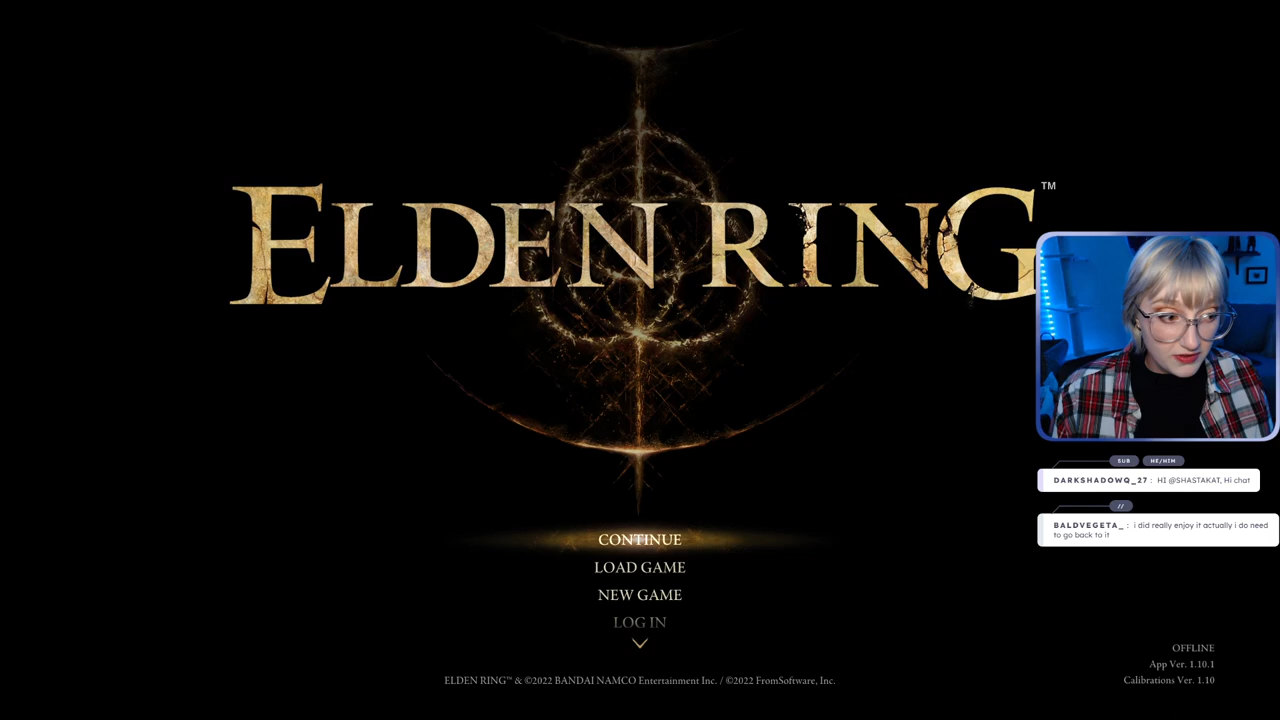 ELDEN RING™
SUB HE/HIM
DARKSHADOWQ_27 : HI @SHASTAKAT, Hi chat
//
BALDVEGETA_ : i did really enjoy it actually i do need
to go back to it
CONTINUE
LOAD GAME
NEW GAME
LOG IN
OFFLINE
App Ver. 1.10.1
Calibrations Ver. 1.10
ELDEN RING™ & ©2022 BANDAI NAMCO Entertainment Inc. / ©2022 FromSoftware, Inc.